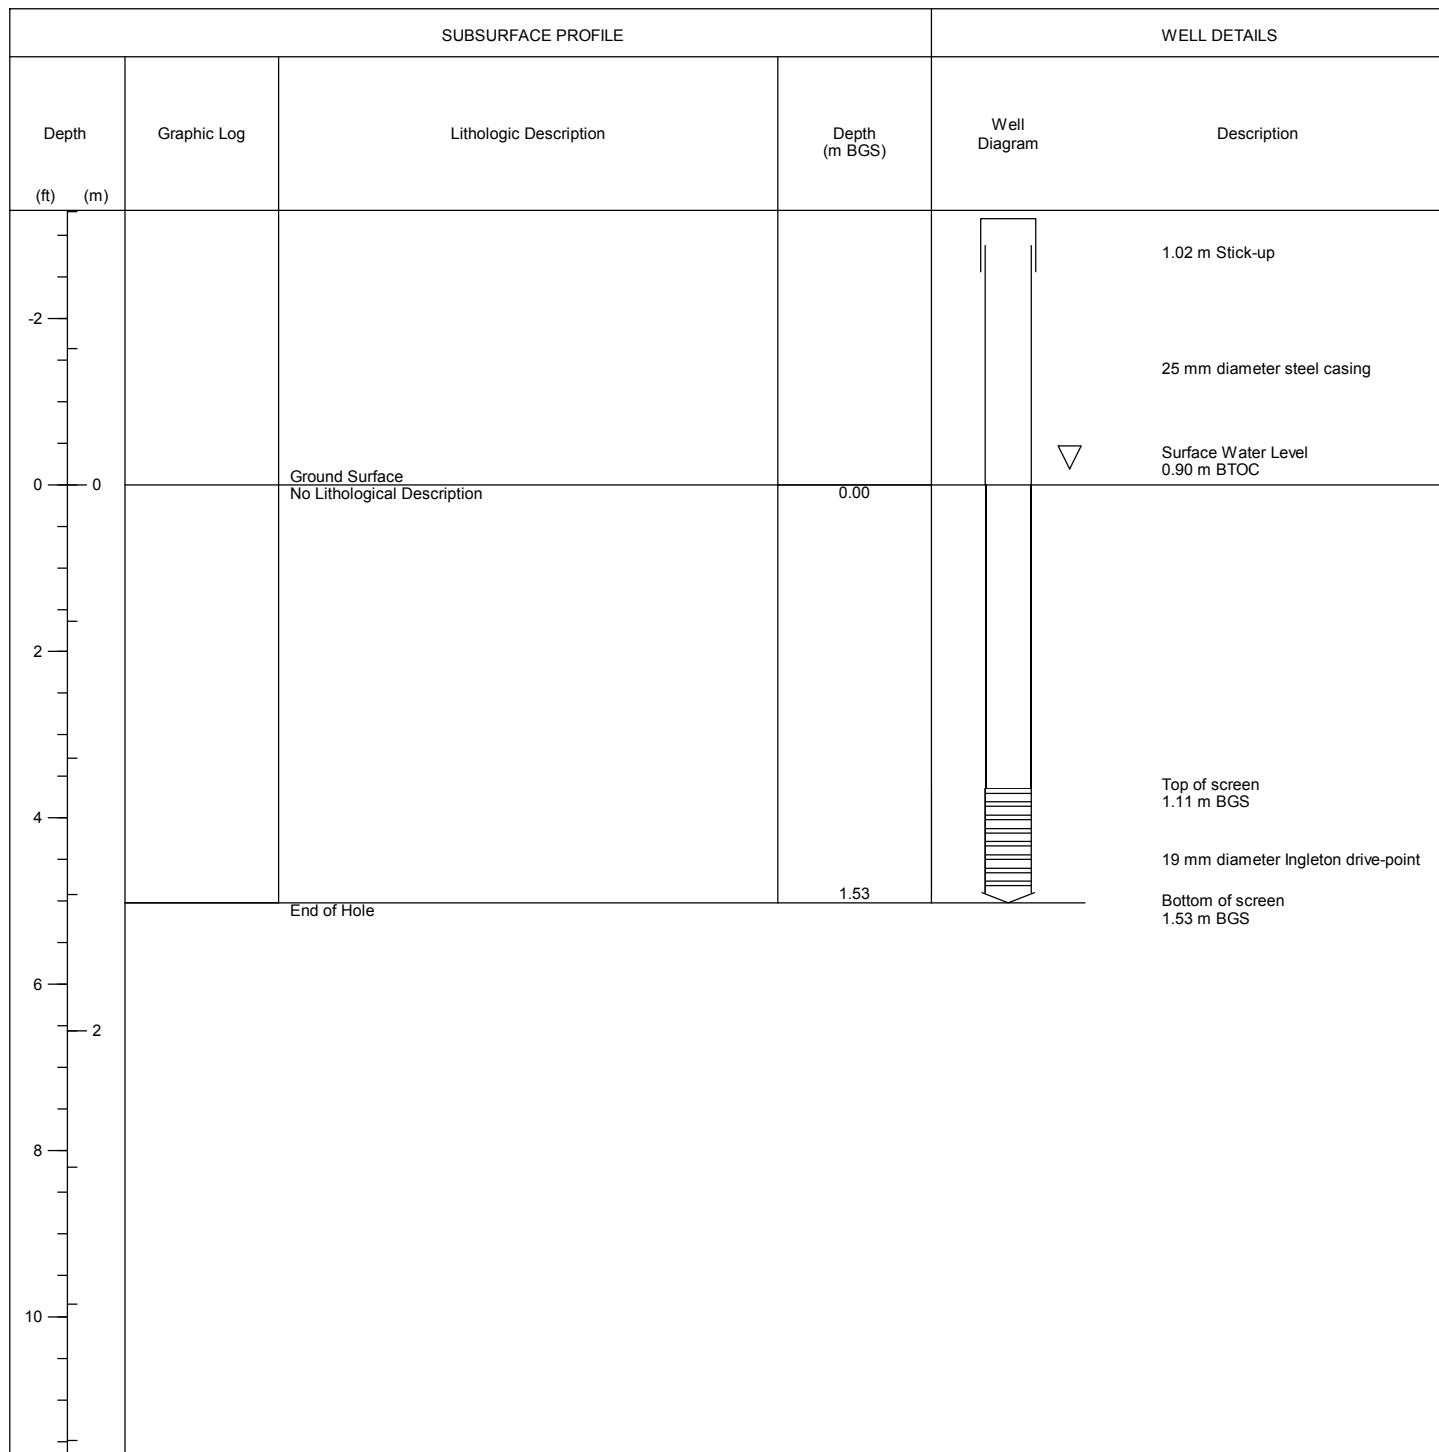 SUBSURFACE PROFILE
WELL DETAILS
Depth
Graphic Log
Lithologic Description
Depth
(m BGS)
Well
Diagram
Description
(ft) (m)
1.02 m Stick-up
-2
25 mm diameter steel casing
Surface Water Level
0.90 m BTOC
Ground Surface
0 0
No Lithological Description
0.00
2
Top of screen
1.11 m BGS
4
19 mm diameter Ingleton drive-point
1.53
Bottom of screen
End of Hole
1.53 m BGS
6
2
8
10